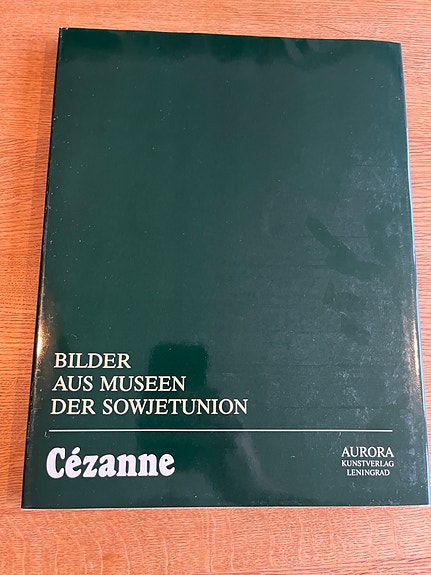 BILDER
AUS MUSEEN
DER SOWJETUNION
Cézanne
AURORA
KUNSTVERLAG
LENINGRAD